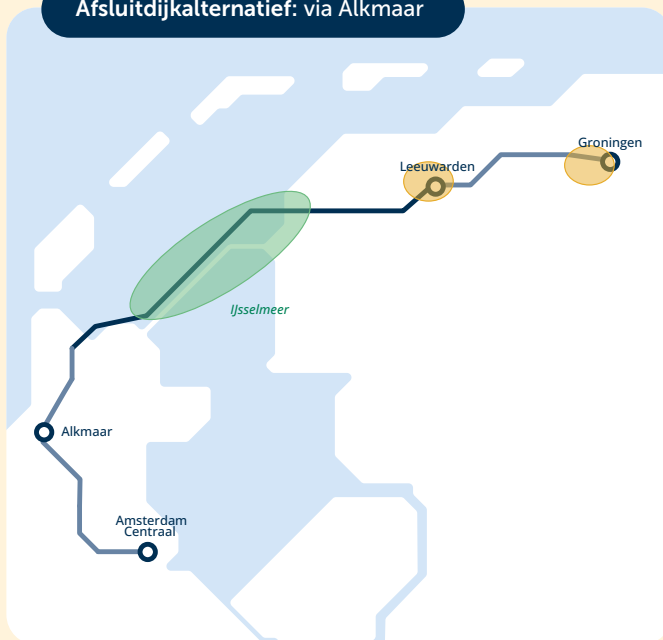 Afsluitdijkalternatief: via Alkmaar
Groningen
Leeuwarden
IJsselmeer
Alkmaar
Amsterdam
Centraal